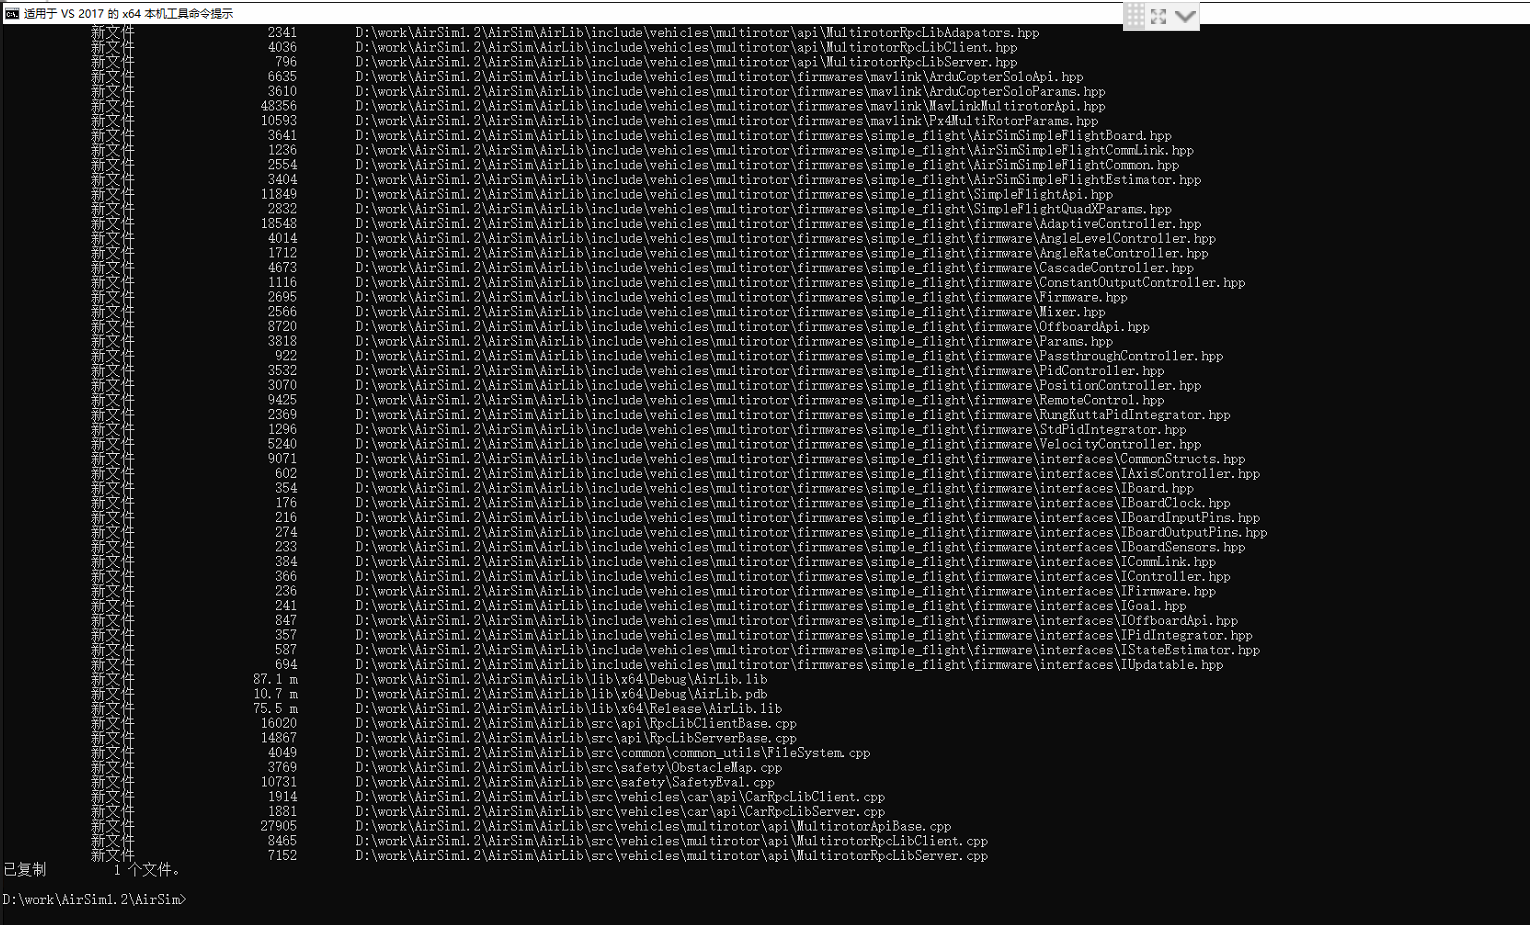 适用于 VS 2017 的 x64 本机工具命令提示
新文件 2341 D:\work\AirSim1.2\AirSim\AirLib\include\vehicles\multirotor\api\MultirotorRpcLibAdapators.hpp
新文件 4036 D:\work\AirSim1.2\AirSim\AirLib\include\vehicles\multirotor\api\MultirotorRpcLibClient.hpp
新文件 796 D:\work\AirSim1.2\AirSim\AirLib\include\vehicles\multirotor\api\MultirotorRpcLibServer.hpp
新文件 6635 D:\work\AirSim1.2\AirSim\AirLib\include\vehicles\multirotor\firmwares\mavlink\ArduCopterSoloApi.hpp
新文件 3610 D:\work\AirSim1.2\AirSim\AirLib\include\vehicles\multirotor\firmwares\mavlink\ArduCopterSoloParams.hpp
新文件 48356 D:\work\AirSim1.2\AirSim\AirLib\include\vehicles\multirotor\firmwares\mavlink\MavLinkMultirotorApi.hpp
新文件 10593 D:\work\AirSim1.2\AirSim\AirLib\include\vehicles\multirotor\firmwares\mavlink\Px4MultiRotorParams.hpp
新文件 3641 D:\work\AirSim1.2\AirSim\AirLib\include\vehicles\multirotor\firmwares\simple_flight\AirSimSimpleFlightBoard.hpp
新文件 1236 D:\work\AirSim1.2\AirSim\AirLib\include\vehicles\multirotor\firmwares\simple_flight\AirSimSimpleFlightCommLink.hpp
新文件 2554 D:\work\AirSim1.2\AirSim\AirLib\include\vehicles\multirotor\firmwares\simple_flight\AirSimSimpleFlightCommon.hpp
新文件 3404 D:\work\AirSim1.2\AirSim\AirLib\include\vehicles\multirotor\firmwares\simple_flight\AirSimSimpleFlightEstimator.hpp
新文件 11849 D:\work\AirSim1.2\AirSim\AirLib\include\vehicles\multirotor\firmwares\simple_flight\SimpleFlightApi.hpp
新文件 2832 D:\work\AirSim1.2\AirSim\AirLib\include\vehicles\multirotor\firmwares\simple_flight\SimpleFlightQuadXParams.hpp
新文件 18548 D:\work\AirSim1.2\AirSim\AirLib\include\vehicles\multirotor\firmwares\simple_flight\firmware\AdaptiveController.hpp
新文件 4014 D:\work\AirSim1.2\AirSim\AirLib\include\vehicles\multirotor\firmwares\simple_flight\firmware\AngleLevelController.hpp
新文件 1712 D:\work\AirSim1.2\AirSim\AirLib\include\vehicles\multirotor\firmwares\simple_flight\firmware\AngleRateController.hpp
新文件 4673 D:\work\AirSim1.2\AirSim\AirLib\include\vehicles\multirotor\firmwares\simple_flight\firmware\CascadeController.hpp
新文件 1116 D:\work\AirSim1.2\AirSim\AirLib\include\vehicles\multirotor\firmwares\simple_flight\firmware\ConstantOutputController.hpp
新文件 2695 D:\work\AirSim1.2\AirSim\AirLib\include\vehicles\multirotor\firmwares\simple_flight\firmware\Firmware.hpp
新文件 2566 D:\work\AirSim1.2\AirSim\AirLib\include\vehicles\multirotor\firmwares\simple_flight\firmware\Mixer.hpp
新文件 8720 D:\work\AirSim1.2\AirSim\AirLib\include\vehicles\multirotor\firmwares\simple_flight\firmware\OffboardApi.hpp
新文件 3818 D:\work\AirSim1.2\AirSim\AirLib\include\vehicles\multirotor\firmwares\simple_flight\firmware\Params.hpp
新文件 922 D:\work\AirSim1.2\AirSim\AirLib\include\vehicles\multirotor\firmwares\simple_flight\firmware\PassthroughController.hpp
新文件 3532 D:\work\AirSim1.2\AirSim\AirLib\include\vehicles\multirotor\firmwares\simple_flight\firmware\PidController.hpp
新文件 3070 D:\work\AirSim1.2\AirSim\AirLib\include\vehicles\multirotor\firmwares\simple_flight\firmware\PositionController.hpp
新文件 9425 D:\work\AirSim1.2\AirSim\AirLib\include\vehicles\multirotor\firmwares\simple_flight\firmware\RemoteControl.hpp
新文件 2369 D:\work\AirSim1.2\AirSim\AirLib\include\vehicles\multirotor\firmwares\simple_flight\firmware\RungKuttaPidIntegrator.hpp
新文件 1296 D:\work\AirSim1.2\AirSim\AirLib\include\vehicles\multirotor\firmwares\simple_flight\firmware\StdPidIntegrator.hpp
新文件 5240 D:\work\AirSim1.2\AirSim\AirLib\include\vehicles\multirotor\firmwares\simple_flight\firmware\VelocityController.hpp
新文件 9071 D:\work\AirSim1.2\AirSim\AirLib\include\vehicles\multirotor\firmwares\simple_flight\firmware\interfaces\CommonStructs.hpp
新文件 602 D:\work\AirSim1.2\AirSim\AirLib\include\vehicles\multirotor\firmwares\simple_flight\firmware\interfaces\IAxisController.hpp
新文件 354 D:\work\AirSim1.2\AirSim\AirLib\include\vehicles\multirotor\firmwares\simple_flight\firmware\interfaces\IBoard.hpp
新文件 176 D:\work\AirSim1.2\AirSim\AirLib\include\vehicles\multirotor\firmwares\simple_flight\firmware\interfaces\IBoardClock.hpp
新文件 216 D:\work\AirSim1.2\AirSim\AirLib\include\vehicles\multirotor\firmwares\simple_flight\firmware\interfaces\IBoardInputPins.hpp
新文件 274 D:\work\AirSim1.2\AirSim\AirLib\include\vehicles\multirotor\firmwares\simple_flight\firmware\interfaces\IBoardOutputPins.hpp
新文件 233 D:\work\AirSim1.2\AirSim\AirLib\include\vehicles\multirotor\firmwares\simple_flight\firmware\interfaces\IBoardSensors.hpp
新文件 384 D:\work\AirSim1.2\AirSim\AirLib\include\vehicles\multirotor\firmwares\simple_flight\firmware\interfaces\ICommLink.hpp
新文件 366 D:\work\AirSim1.2\AirSim\AirLib\include\vehicles\multirotor\firmwares\simple_flight\firmware\interfaces\IController.hpp
新文件 236 D:\work\AirSim1.2\AirSim\AirLib\include\vehicles\multirotor\firmwares\simple_flight\firmware\interfaces\IFirmware.hpp
新文件 241 D:\work\AirSim1.2\AirSim\AirLib\include\vehicles\multirotor\firmwares\simple_flight\firmware\interfaces\IGoal.hpp
新文件 847 D:\work\AirSim1.2\AirSim\AirLib\include\vehicles\multirotor\firmwares\simple_flight\firmware\interfaces\IOffboardApi.hpp
新文件 357 D:\work\AirSim1.2\AirSim\AirLib\include\vehicles\multirotor\firmwares\simple_flight\firmware\interfaces\IPidIntegrator.hpp
新文件 587 D:\work\AirSim1.2\AirSim\AirLib\include\vehicles\multirotor\firmwares\simple_flight\firmware\interfaces\IStateEstimator.hpp
新文件 694 D:\work\AirSim1.2\AirSim\AirLib\include\vehicles\multirotor\firmwares\simple_flight\firmware\interfaces\IUpdatable.hpp
新文件 87.1 m D:\work\AirSim1.2\AirSim\AirLib\lib\x64\Debug\AirLib.lib
新文件 10.7 m D:\work\AirSim1.2\AirSim\AirLib\lib\x64\Debug\AirLib.pdb
新文件 75.5 m D:\work\AirSim1.2\AirSim\AirLib\lib\x64\Release\AirLib.lib
新文件 16020 D:\work\AirSim1.2\AirSim\AirLib\src\api\RpcLibClientBase.cpp
新文件 14867 D:\work\AirSim1.2\AirSim\AirLib\src\api\RpcLibServerBase.cpp
新文件 4049 D:\work\AirSim1.2\AirSim\AirLib\src\common\common_utils\FileSystem.cpp
新文件 3769 D:\work\AirSim1.2\AirSim\AirLib\src\safety\ObstacleMap.cpp
新文件 10731 D:\work\AirSim1.2\AirSim\AirLib\src\safety\SafetyEval.cpp
新文件 1914 D:\work\AirSim1.2\AirSim\AirLib\src\vehicles\car\api\CarRpcLibClient.cpp
新文件 1881 D:\work\AirSim1.2\AirSim\AirLib\src\vehicles\car\api\CarRpcLibServer.cpp
新文件 27905 D:\work\AirSim1.2\AirSim\AirLib\src\vehicles\multirotor\api\MultirotorApiBase.cpp
新文件 8465 D:\work\AirSim1.2\AirSim\AirLib\src\vehicles\multirotor\api\MultirotorRpcLibClient.cpp
新文件 7152 D:\work\AirSim1.2\AirSim\AirLib\src\vehicles\multirotor\api\MultirotorRpcLibServer.cpp
已复制 1 个文件。
D:\work\AirSim1.2\AirSim>